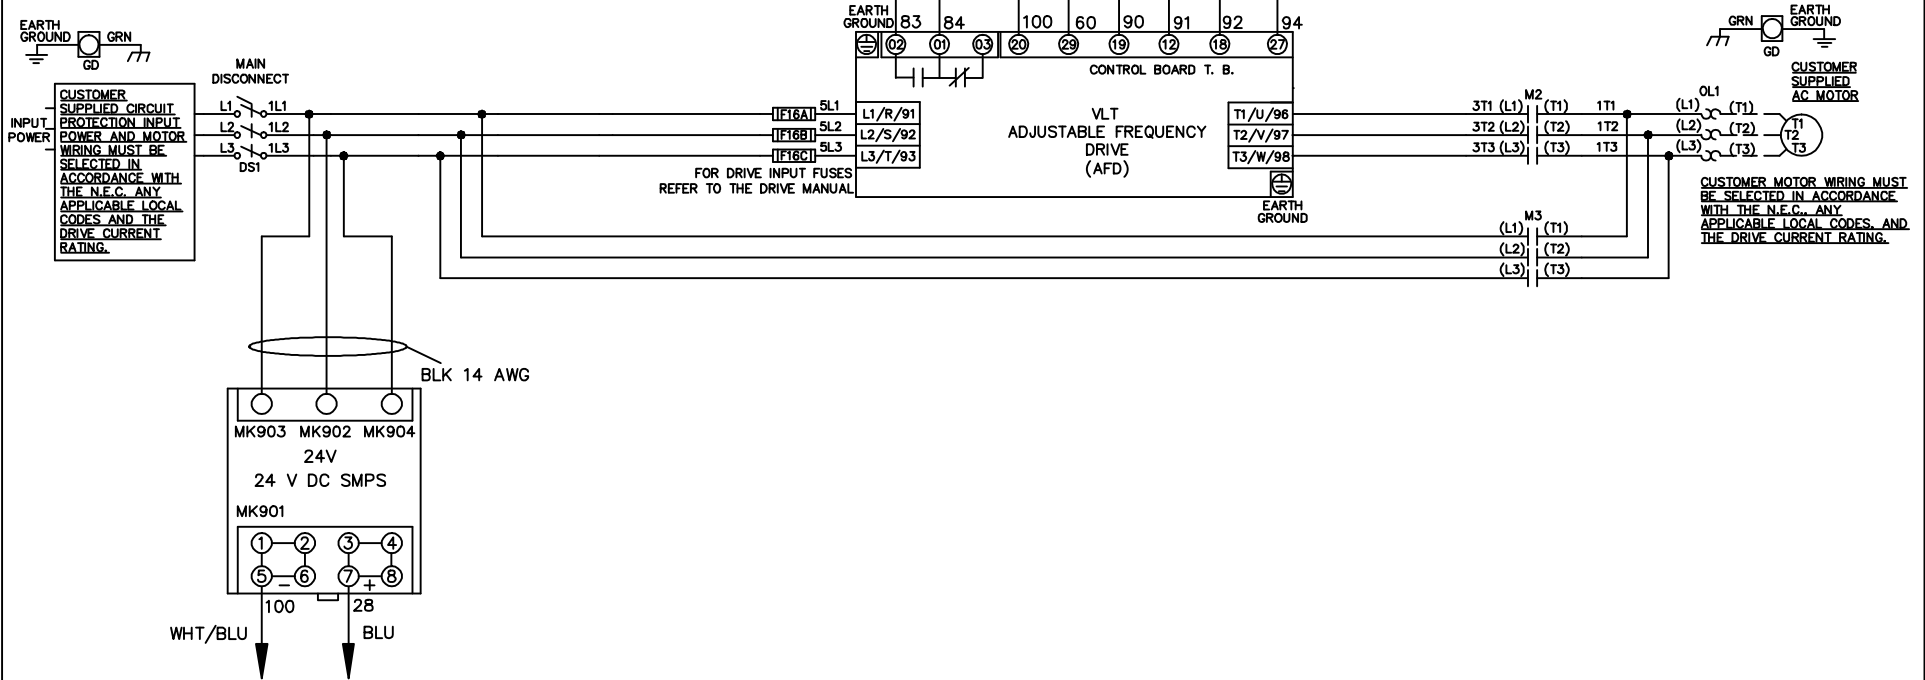 EARTH
GROUND
GRN
GD
MAIN
DISCONNECT
INPUT
POWER
CUSTOMER
SUPPLIED CIRCUIT
PROTECTION INPUT
POWER AND MOTOR
WIRING MUST BE
SELECTED IN
ACCORDANCE WITH
THE N.E.C. ANY
APPLICABLE LOCAL
CODES AND THE
DRIVE CURRENT
RATING.
L1 1L1
L2 1L2
L3 1L3
DS1
EARTH
GROUND
83 84 100 60 90 91 92 94
02 01 03 20 29 19 12 18 27
CONTROL BOARD T. B.
F16A 5L1
F16B 5L2
F16C 5L3
FOR DRIVE INPUT FUSES
REFER TO THE DRIVE MANUAL
L1/R/91
L2/S/92
L3/T/93
VLT
ADJUSTABLE FREQUENCY
DRIVE
(AFD)
T1/U/96
T2/V/97
T3/W/98
EARTH
GROUND
M2
3T1 (L1) (T1) 1T1
3T2 (L2) (T2) 1T2
3T3 (L3) (T3) 1T3
M3
(L1) (T1)
(L2) (T2)
(L3) (T3)
OL1
(L1) (T1)
(L2) (T2)
(L3) (T3)
T1
T2
T3
GRN
GD
EARTH
GROUND
CUSTOMER
SUPPLIED
AC MOTOR
CUSTOMER MOTOR WIRING MUST
BE SELECTED IN ACCORDANCE
WITH THE N.E.C., ANY
APPLICABLE LOCAL CODES, AND
THE DRIVE CURRENT RATING.
BLK 14 AWG
MK903 MK902 MK904
24V
24 V DC SMPS
MK901
1 2 3 4
5 6 7 8
− +
100 28
WHT/BLU BLU